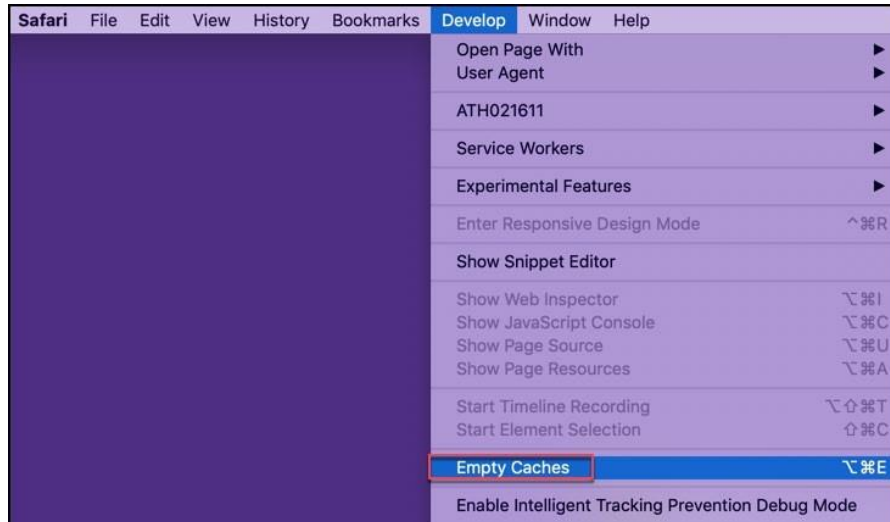 Safari File Edit View History Bookmarks Develop Window Help
Open Page With ▶
User Agent ▶
ATH021611 ▶
Service Workers ▶
Experimental Features ▶
Enter Responsive Design Mode ^⌘R
Show Snippet Editor
Show Web Inspector ⌥⌘I
Show JavaScript Console ⌥⌘C
Show Page Source ⌥⌘U
Show Page Resources ⌥⌘A
Start Timeline Recording ⌥⇧⌘T
Start Element Selection ⇧⌘C
Empty Caches ⌥⌘E
Enable Intelligent Tracking Prevention Debug Mode